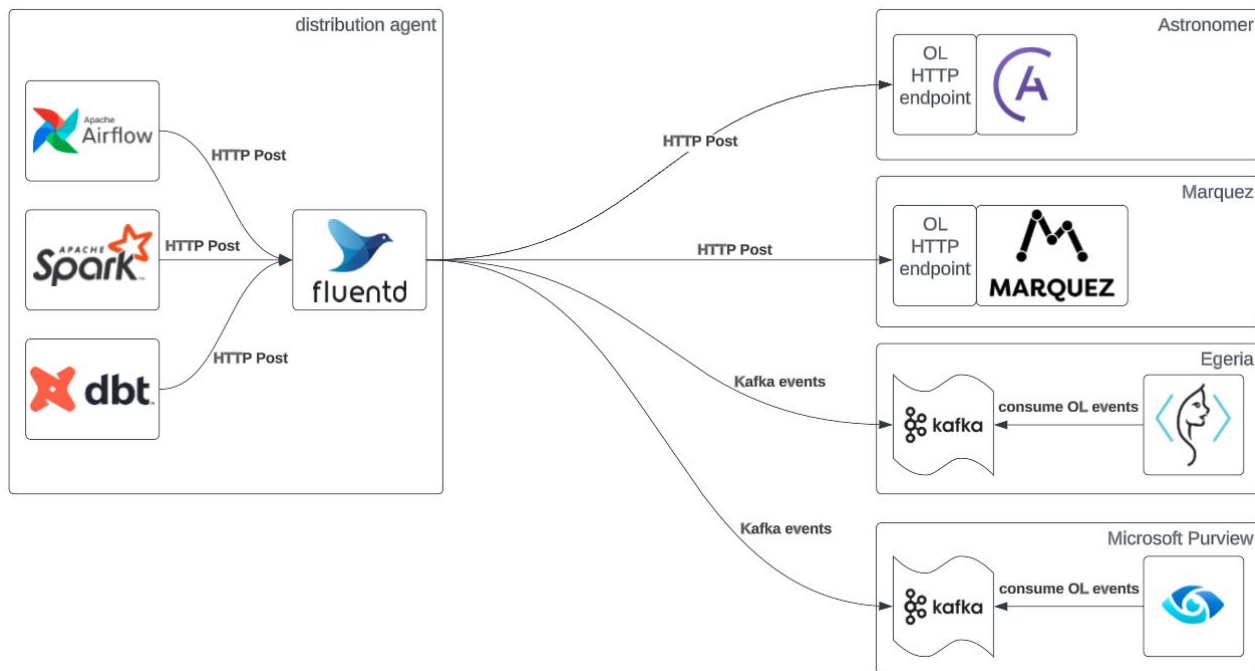 distribution agent
Apache
Airflow
HTTP Post
APACHE
Spark
HTTP Post
dbt
HTTP Post
fluentd
HTTP Post
HTTP Post
Kafka events
Kafka events
Astronomer
OL
HTTP
endpoint
A
Marquez
OL
HTTP
endpoint
MARQUEZ
Egeria
kafka
consume OL events
Microsoft Purview
kafka
consume OL events